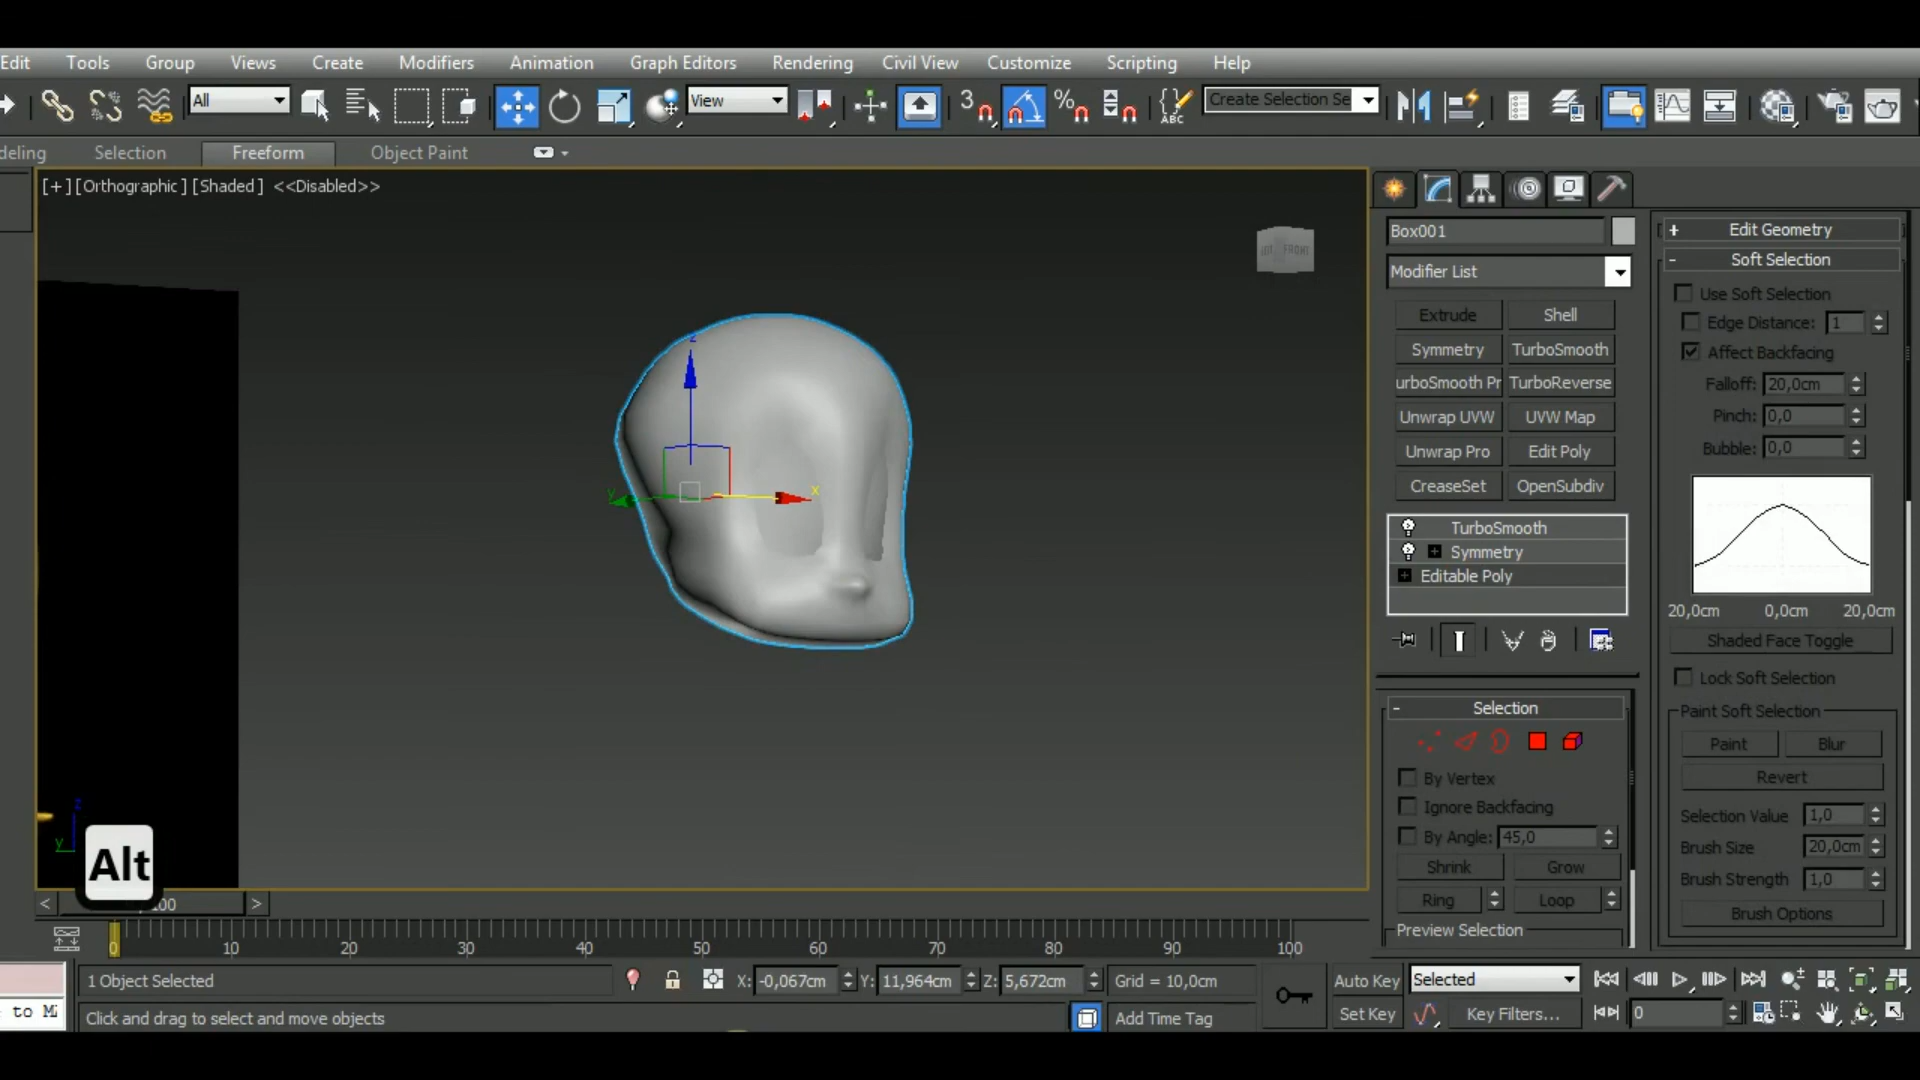 Edit Tools Group Views Create Modifiers Animation Graph Editors Rendering Civil View Customize Scripting Help
All View 3 % ABC Create Selection Se
deling Selection Freeform Object Paint
[+][Orthographic][Shaded] <<Disabled>>
FRONT
z
x
y
z
y
Alt
Box001
Modifier List
Extrude Shell
Symmetry TurboSmooth
urboSmooth Pr TurboReverse
Unwrap UVW UVW Map
Unwrap Pro Edit Poly
CreaseSet OpenSubdiv
TurboSmooth
Symmetry
Editable Poly
- Selection
By Vertex
Ignore Backfacing
By Angle: 45,0
Shrink Grow
Ring Loop
Preview Selection
+ Edit Geometry
- Soft Selection
Use Soft Selection
Edge Distance: 1
Affect Backfacing
Falloff: 20,0cm
Pinch: 0,0
Bubble: 0,0
20,0cm 0,0cm 20,0cm
Shaded Face Toggle
Lock Soft Selection
Paint Soft Selection
Paint Blur
Revert
Selection Value 1,0
Brush Size 20,0cm
Brush Strength 1,0
Brush Options
< 100 >
0 10 20 30 40 50 60 70 80 90 100
1 Object Selected X: -0,067cm Y: 11,964cm Z: 5,672cm Grid = 10,0cm Auto Key Selected
to Mi Click and drag to select and move objects Add Time Tag Set Key Key Filters... 0